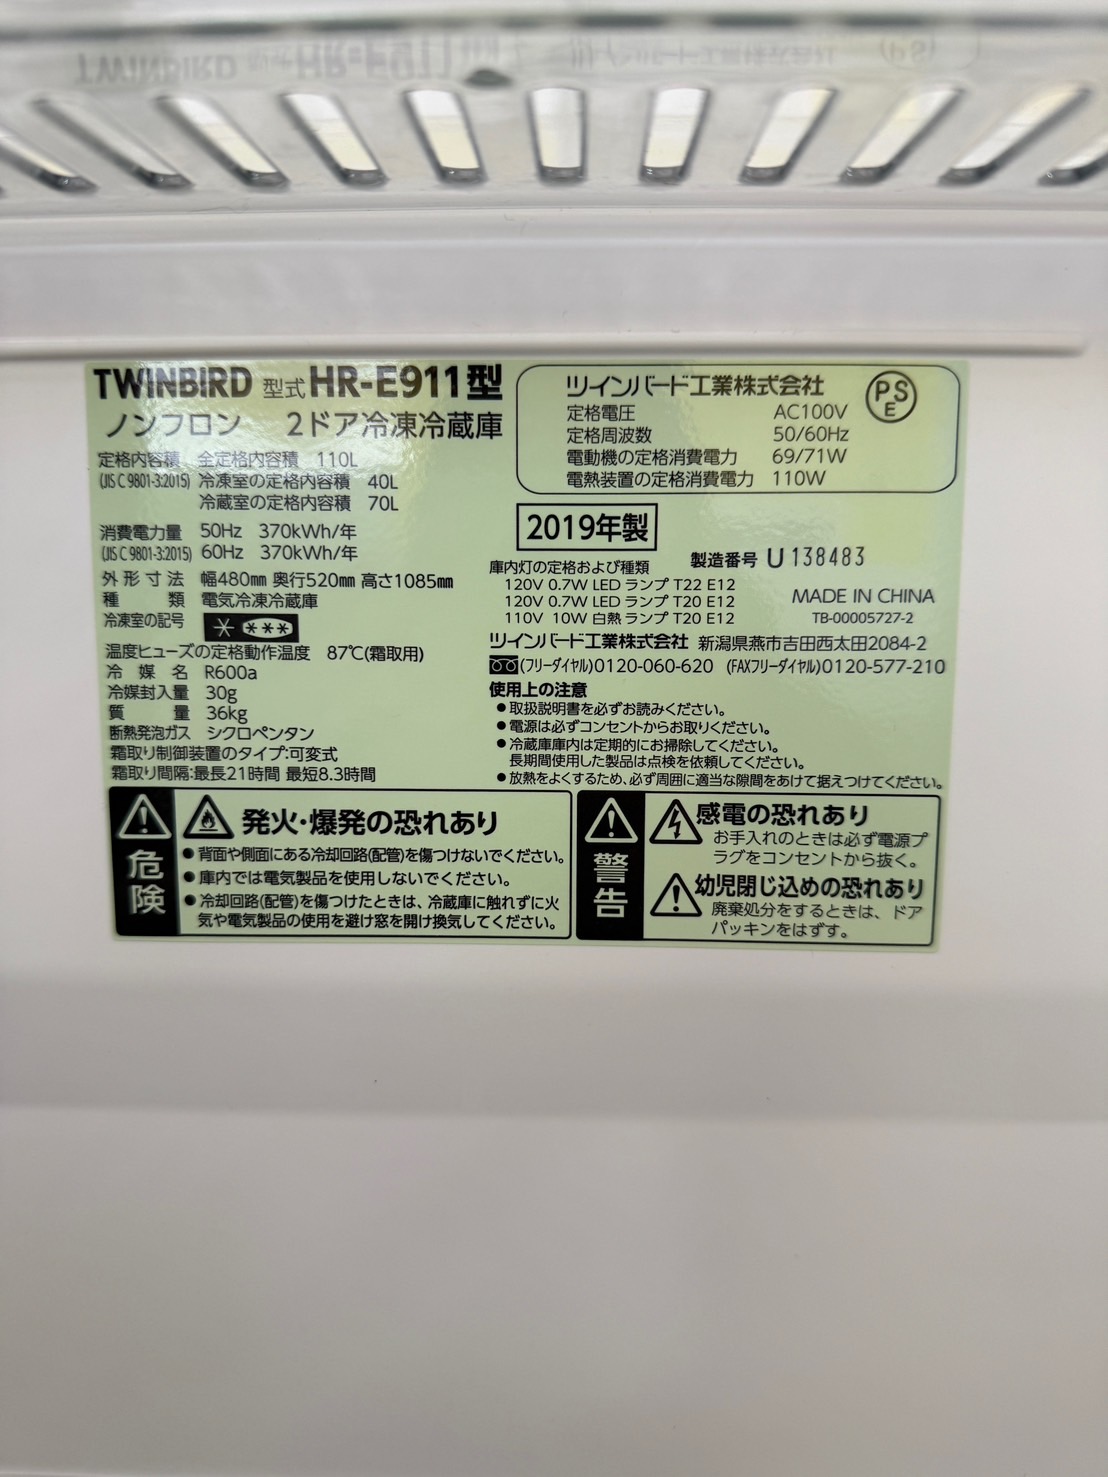 TWINBIRD 型式 HR-E911型
ノンフロン 2ドア冷凍冷蔵庫
定格内容積 全定格内容積 110L
(JIS C 9801-3:2015) 冷凍室の定格内容積 40L
冷蔵室の定格内容積 70L
消費電力量 50Hz 370kWh/年
(JIS C 9801-3:2015) 60Hz 370kWh/年
外形寸法 幅480mm 奥行520mm 高さ1085mm
種類 電気冷凍冷蔵庫
冷凍室の記号
温度ヒューズの定格動作温度 87℃(霜取用)
冷媒名 R600a
冷媒封入量 30g
質量 36kg
断熱発泡ガス シクロペンタン
霜取り制御装置のタイプ:可変式
霜取り間隔:最長21時間 最短8.3時間
ツインバード工業株式会社
PS E
定格電圧 AC100V
定格周波数 50/60Hz
電動機の定格消費電力 69/71W
電熱装置の定格消費電力 110W
2019年製
製造番号 U138483
庫内灯の定格および種類
120V 0.7W LED ランプ T22 E12
120V 0.7W LED ランプ T20 E12
110V 10W 白熱 ランプ T20 E12
MADE IN CHINA
TB-00005727-2
ツインバード工業株式会社 新潟県燕市吉田西太田2084-2
(フリーダイヤル)0120-060-620 (FAXフリーダイヤル)0120-577-210
使用上の注意
●取扱説明書を必ずお読みください。
●電源は必ずコンセントからお取りください。
●冷蔵庫庫内は定期的にお掃除してください。
長期間使用した製品は点検を依頼してください。
●放熱をよくするため、必ず周囲に適当な隙間をあけて据えつけてください。
危険
発火・爆発の恐れあり
●背面や側面にある冷却回路(配管)を傷つけないでください。
●庫内では電気製品を使用しないでください。
●冷却回路(配管)を傷つけたときは、冷蔵庫に触れずに火
気や電気製品の使用を避け窓を開け換気してください。
警告
感電の恐れあり
お手入れのときは必ず電源プ
ラグをコンセントから抜く。
幼児閉じ込めの恐れあり
廃棄処分をするときは、ドア
パッキンをはずす。